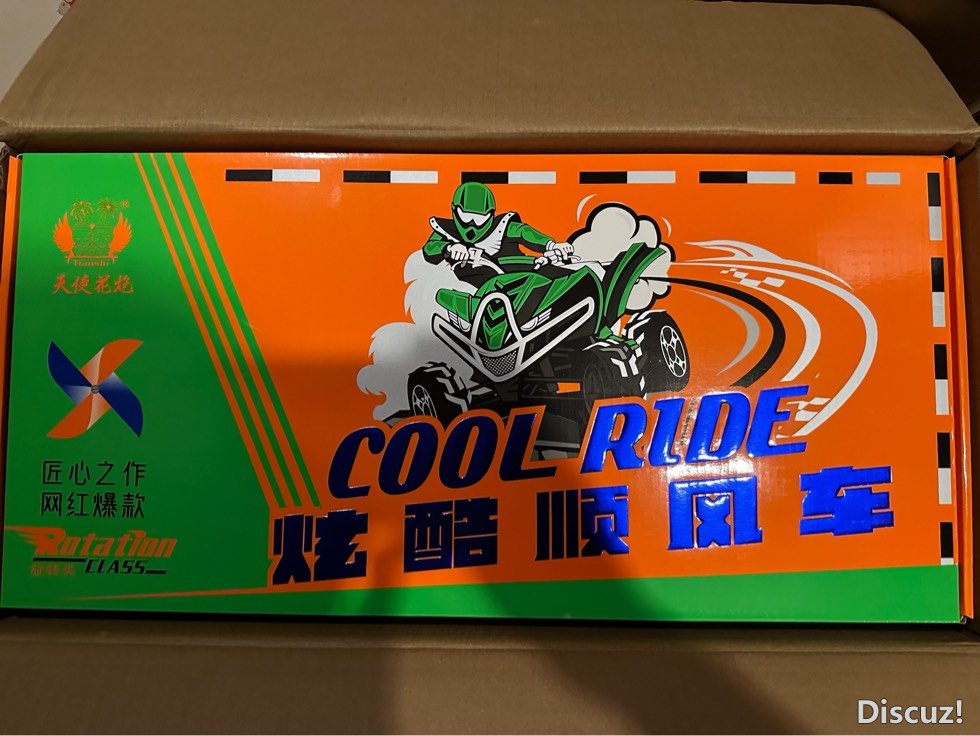 Tianshi
天使花炮
匠心之作
网红爆款
Rotation
旋转类 CLASS
COOL RIDE
炫酷顺风车
Discuz!